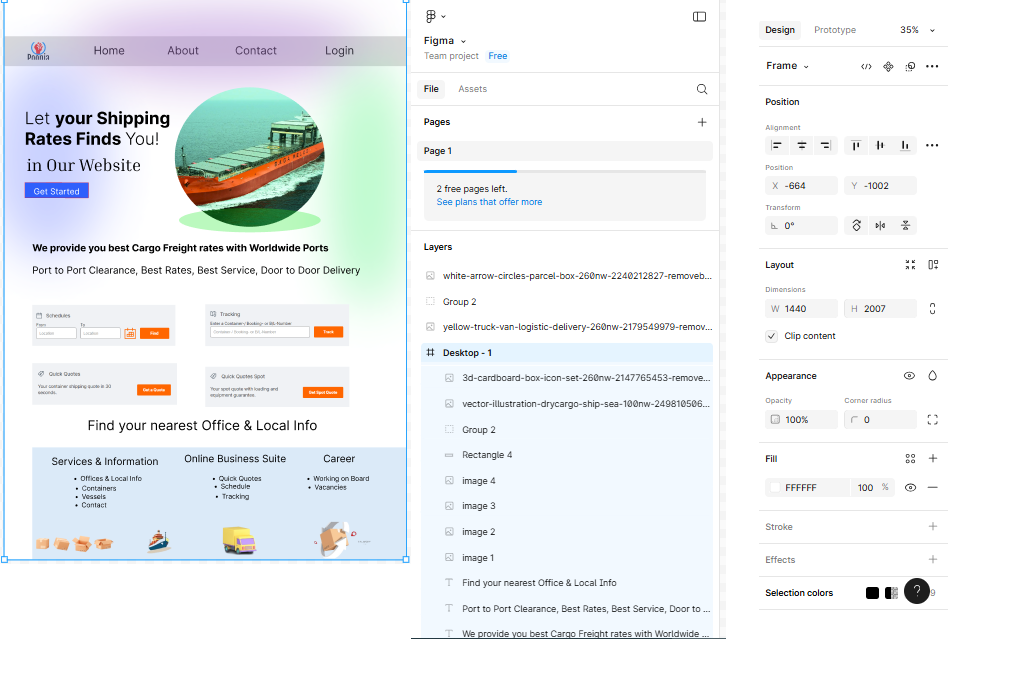 PAania
Home
About
Contact
Login
Let your Shipping
Rates Finds You!
in Our Website
Get Started
We provide you best Cargo Freight rates with Worldwide Ports
Port to Port Clearance, Best Rates, Best Service, Door to Door Delivery
Schedules
From
To
Location
Location
Find
Tracking
Enter a Container-/ Booking- or B/L-Number
Container- / Booking- or B/L Number
Track
Quick Quotes
Your container shipping quote in 30
seconds.
Get a Quote
Quick Quotes Spot
Your spot quote with loading and
equipment guarantee.
Get Spot Quote
Find your nearest Office & Local Info
Services & Information
Offices & Local Info
Containers
Vessels
Contact
Online Business Suite
Quick Quotes
Schedule
Tracking
Career
Working on Board
Vacancies
Figma
Team project
Free
File
Assets
Pages
Page 1
2 free pages left.
See plans that offer more
Layers
white-arrow-circles-parcel-box-260nw-2240212827-removeb...
Group 2
yellow-truck-van-logistic-delivery-260nw-2179549979-remov...
Desktop - 1
3d-cardboard-box-icon-set-260nw-2147765453-remove...
vector-illustration-drycargo-ship-sea-100nw-249810506...
Group 2
Rectangle 4
image 4
image 3
image 2
image 1
Find your nearest Office & Local Info
Port to Port Clearance, Best Rates, Best Service, Door to ...
We provide you best Cargo Freight rates with Worldwide ...
Design
Prototype
35%
Frame
Position
Alignment
Position
X -664
Y -1002
Transform
0°
Layout
Dimensions
W 1440
H 2007
Clip content
Appearance
Opacity
Corner radius
100%
0
Fill
FFFFFF
100 %
Stroke
Effects
Selection colors
?
9